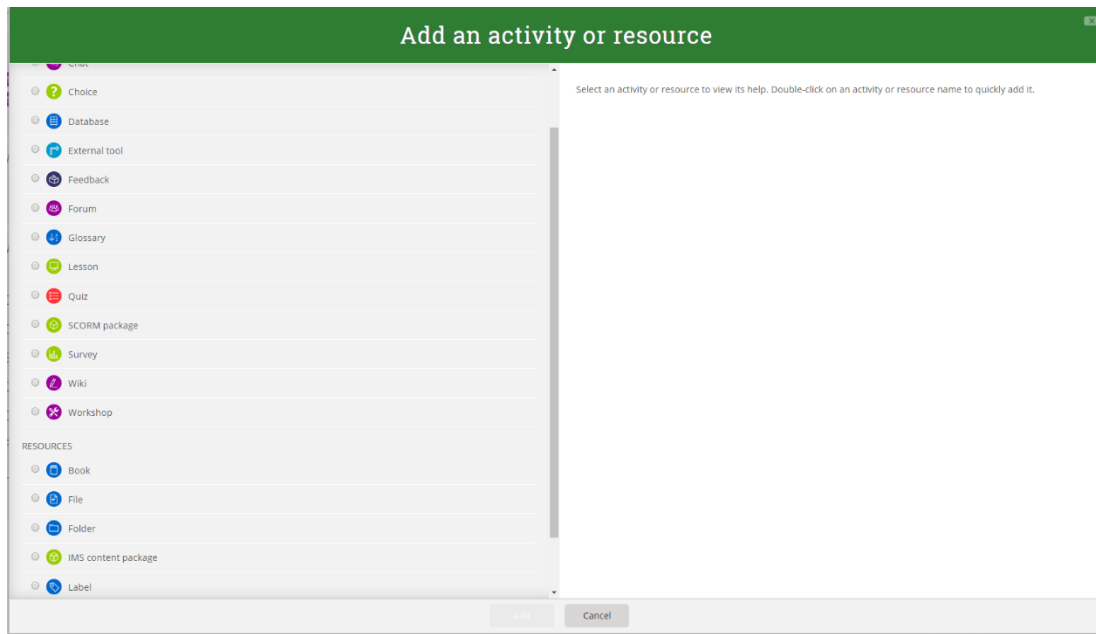 Add an activity or resource
Chat
Choice
Database
External tool
Feedback
Forum
Glossary
Lesson
Quiz
SCORM package
Survey
Wiki
Workshop
RESOURCES
Book
File
Folder
IMS content package
Label
Select an activity or resource to view its help. Double-click on an activity or resource name to quickly add it.
Add
Cancel